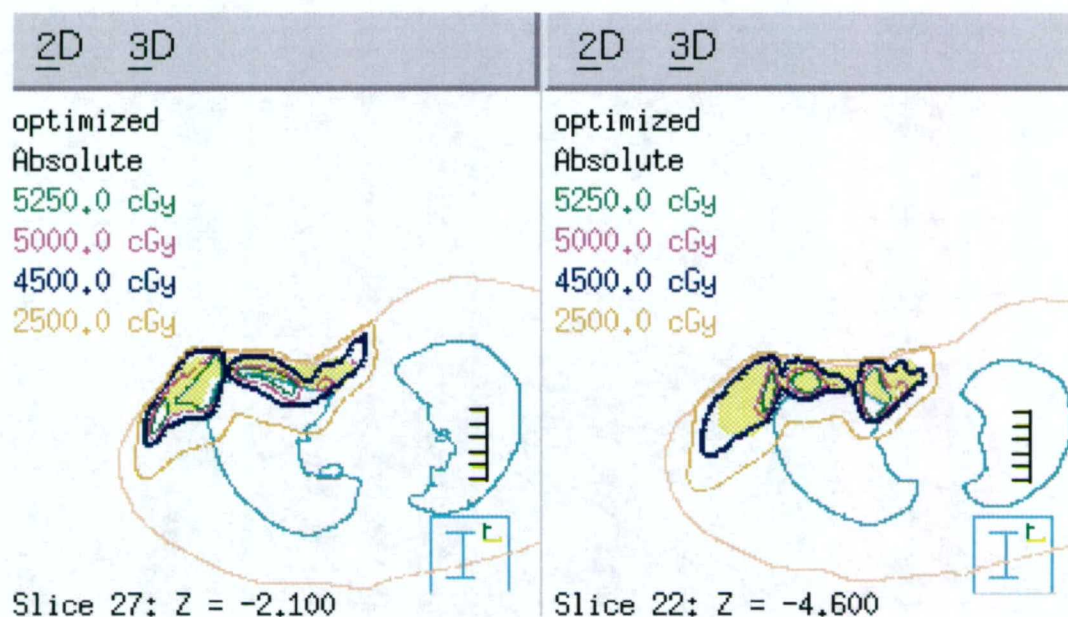 2D 3D
optimized
Absolute
5250.0 cGy
5000.0 cGy
4500.0 cGy
2500.0 cGy
Slice 27: Z = -2.100
2D 3D
optimized
Absolute
5250.0 cGy
5000.0 cGy
4500.0 cGy
2500.0 cGy
Slice 22: Z = -4.600